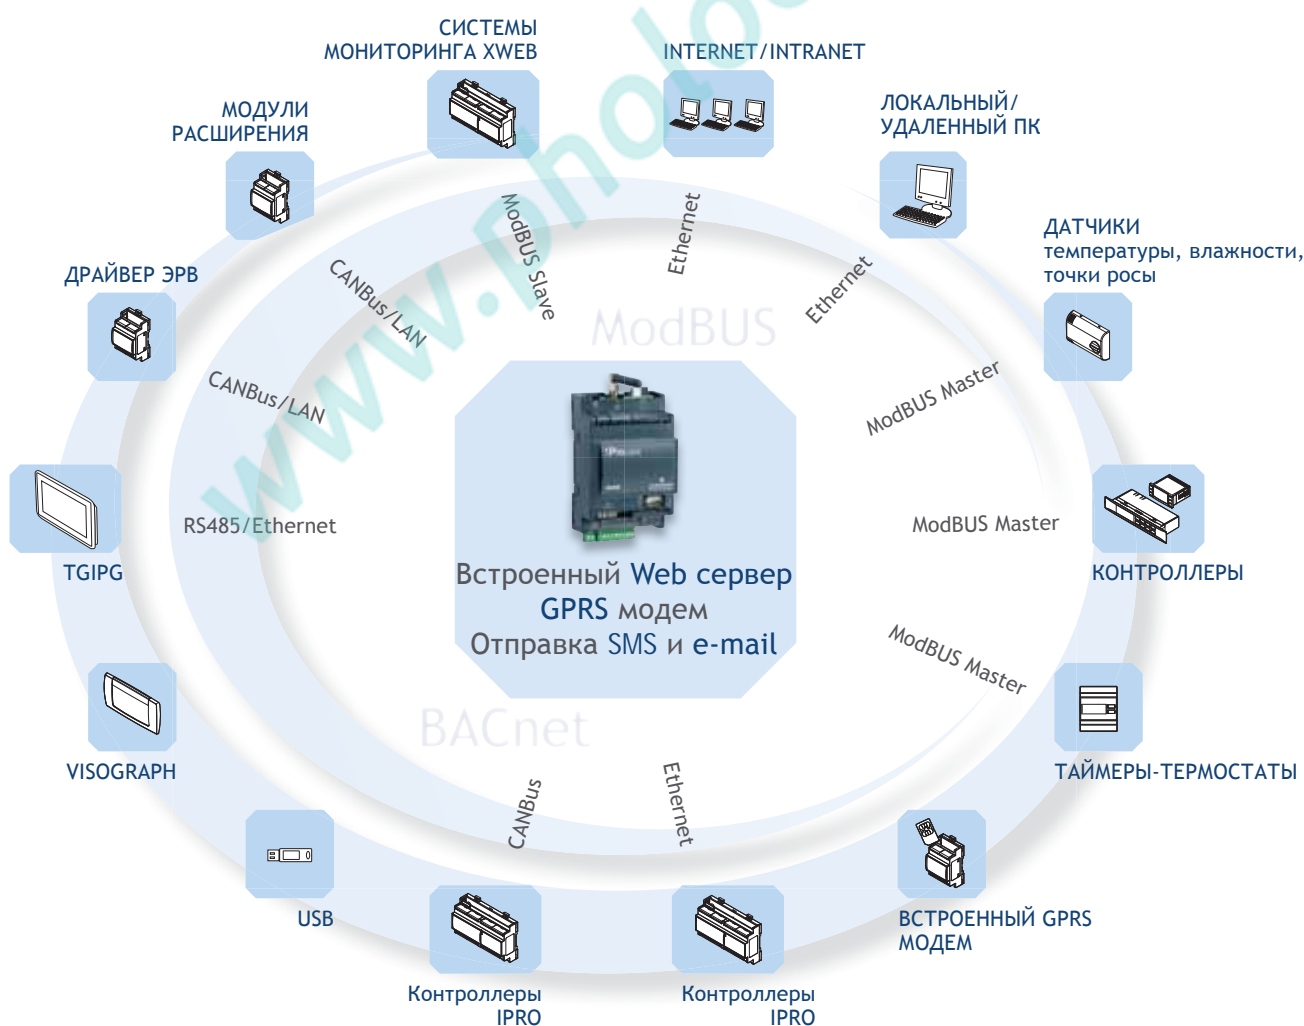 СИСТЕМЫ
МОНИТОРИНГА XWEB
INTERNET/INTRANET
ЛОКАЛЬНЫЙ/
УДАЛЕННЫЙ ПК
МОДУЛИ
РАСШИРЕНИЯ
ДАТЧИКИ
температуры, влажности,
точки росы
ДРАЙВЕР ЭРВ
ModBUS Slave
Ethernet
Ethernet
CANBus/LAN
CANBus/LAN
ModBUS
ModBUS Master
RS485/Ethernet
ModBUS Master
TGIPG
КОНТРОЛЛЕРЫ
Встроенный Web сервер
GPRS модем
Отправка SMS и e-mail
ModBUS Master
BACnet
VISOGRAPH
ТАЙМЕРЫ-ТЕРМОСТАТЫ
CANBus
Ethernet
USB
ВСТРОЕННЫЙ GPRS
МОДЕМ
Контроллеры
IPRO
Контроллеры
IPRO